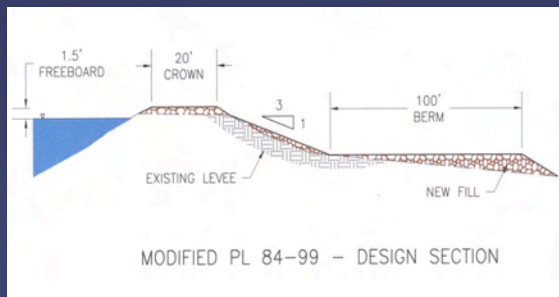 1.5'
FREEBOARD
20'
CROWN
3
1
100'
BERM
EXISTING LEVEE
NEW FILL
MODIFIED PL 84-99 - DESIGN SECTION